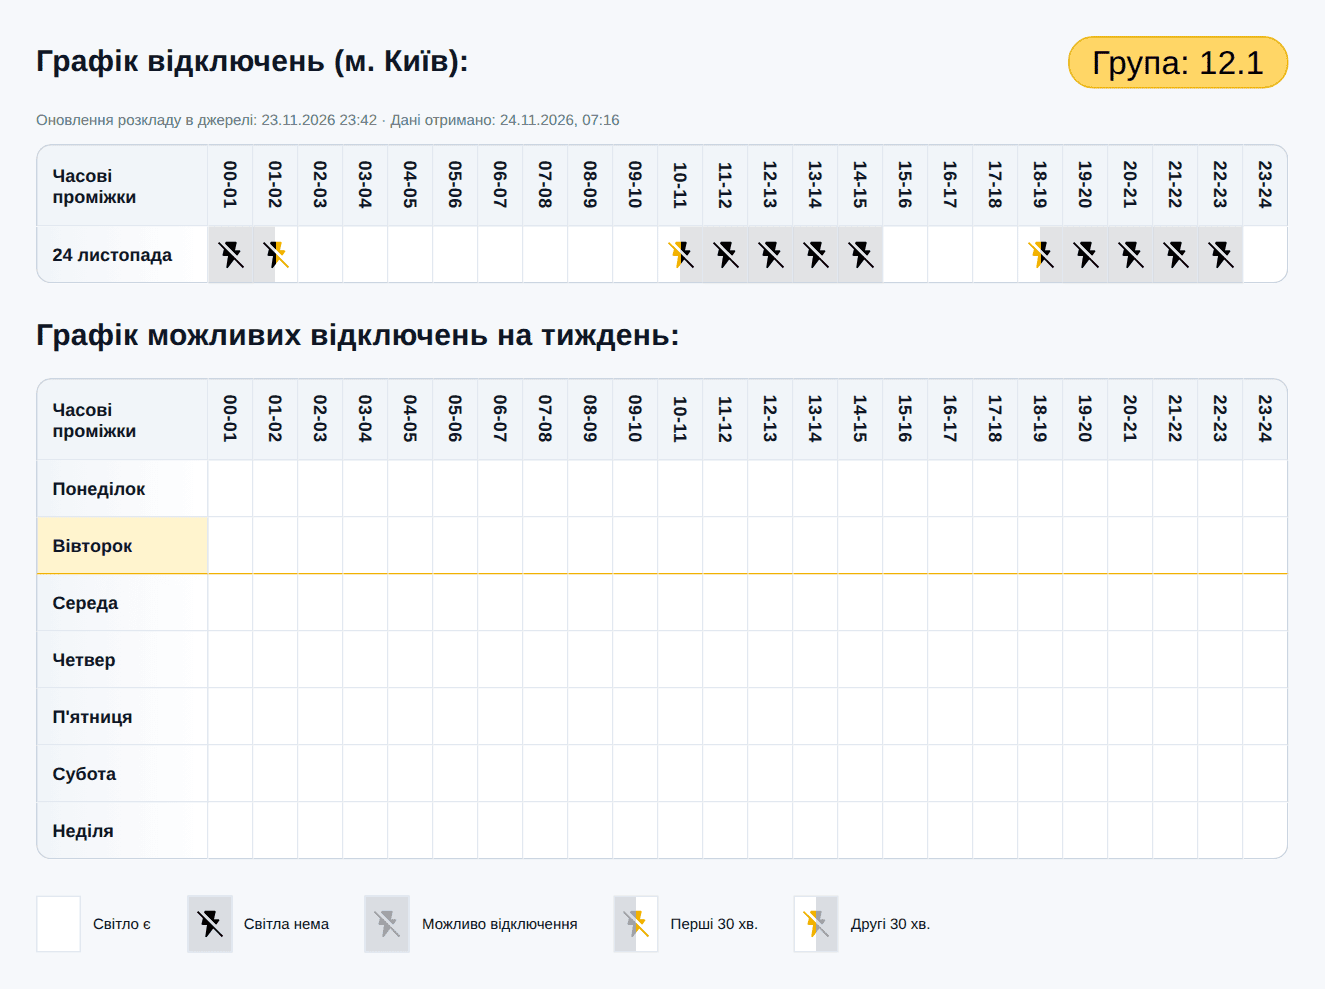 Графік відключень (м. Київ):
Група: 12.1
Оновлення розкладу в джерелі: 23.11.2026 23:42 · Дані отримано: 24.11.2026, 07:16
Часові проміжки 00-01 01-02 02-03 03-04 04-05 05-06 06-07 07-08 08-09 09-10 10-11 11-12 12-13 13-14 14-15 15-16 16-17 17-18 18-19 19-20 20-21 21-22 22-23 23-24
24 листопада
Графік можливих відключень на тиждень:
Часові проміжки 00-01 01-02 02-03 03-04 04-05 05-06 06-07 07-08 08-09 09-10 10-11 11-12 12-13 13-14 14-15 15-16 16-17 17-18 18-19 19-20 20-21 21-22 22-23 23-24
Понеділок
Вівторок
Середа
Четвер
П'ятниця
Субота
Неділя
Світло є Світла нема Можливо відключення Перші 30 хв. Другі 30 хв.